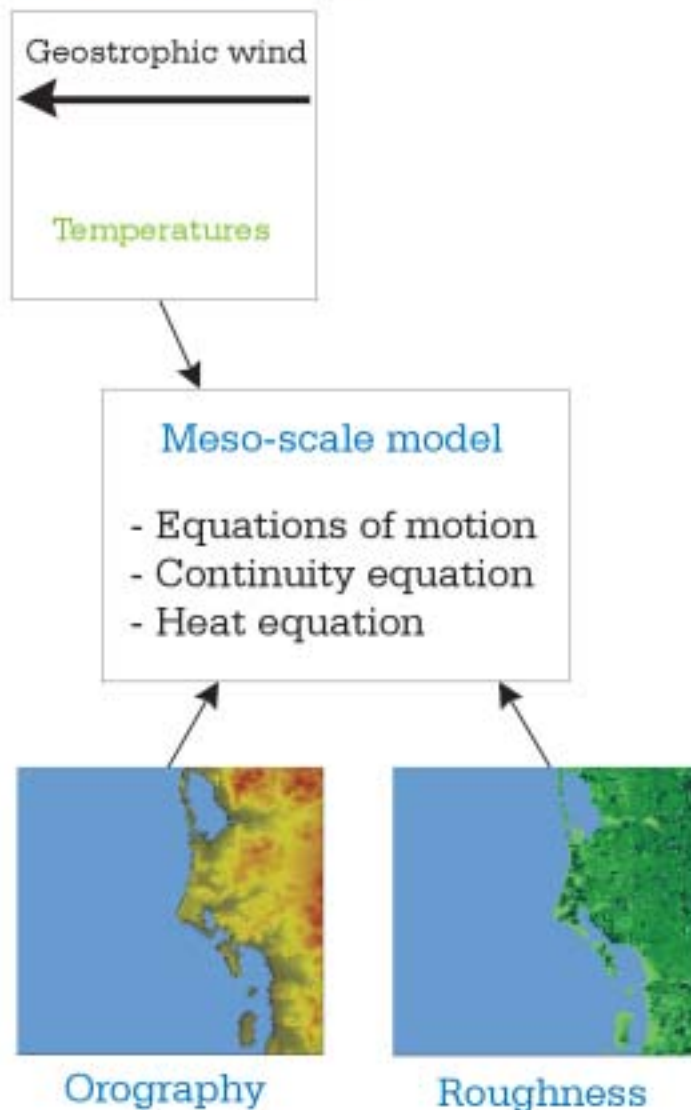 Geostrophic wind
Temperatures
Meso-scale model
- Equations of motion
- Continuity equation
- Heat equation
Orography
Roughness